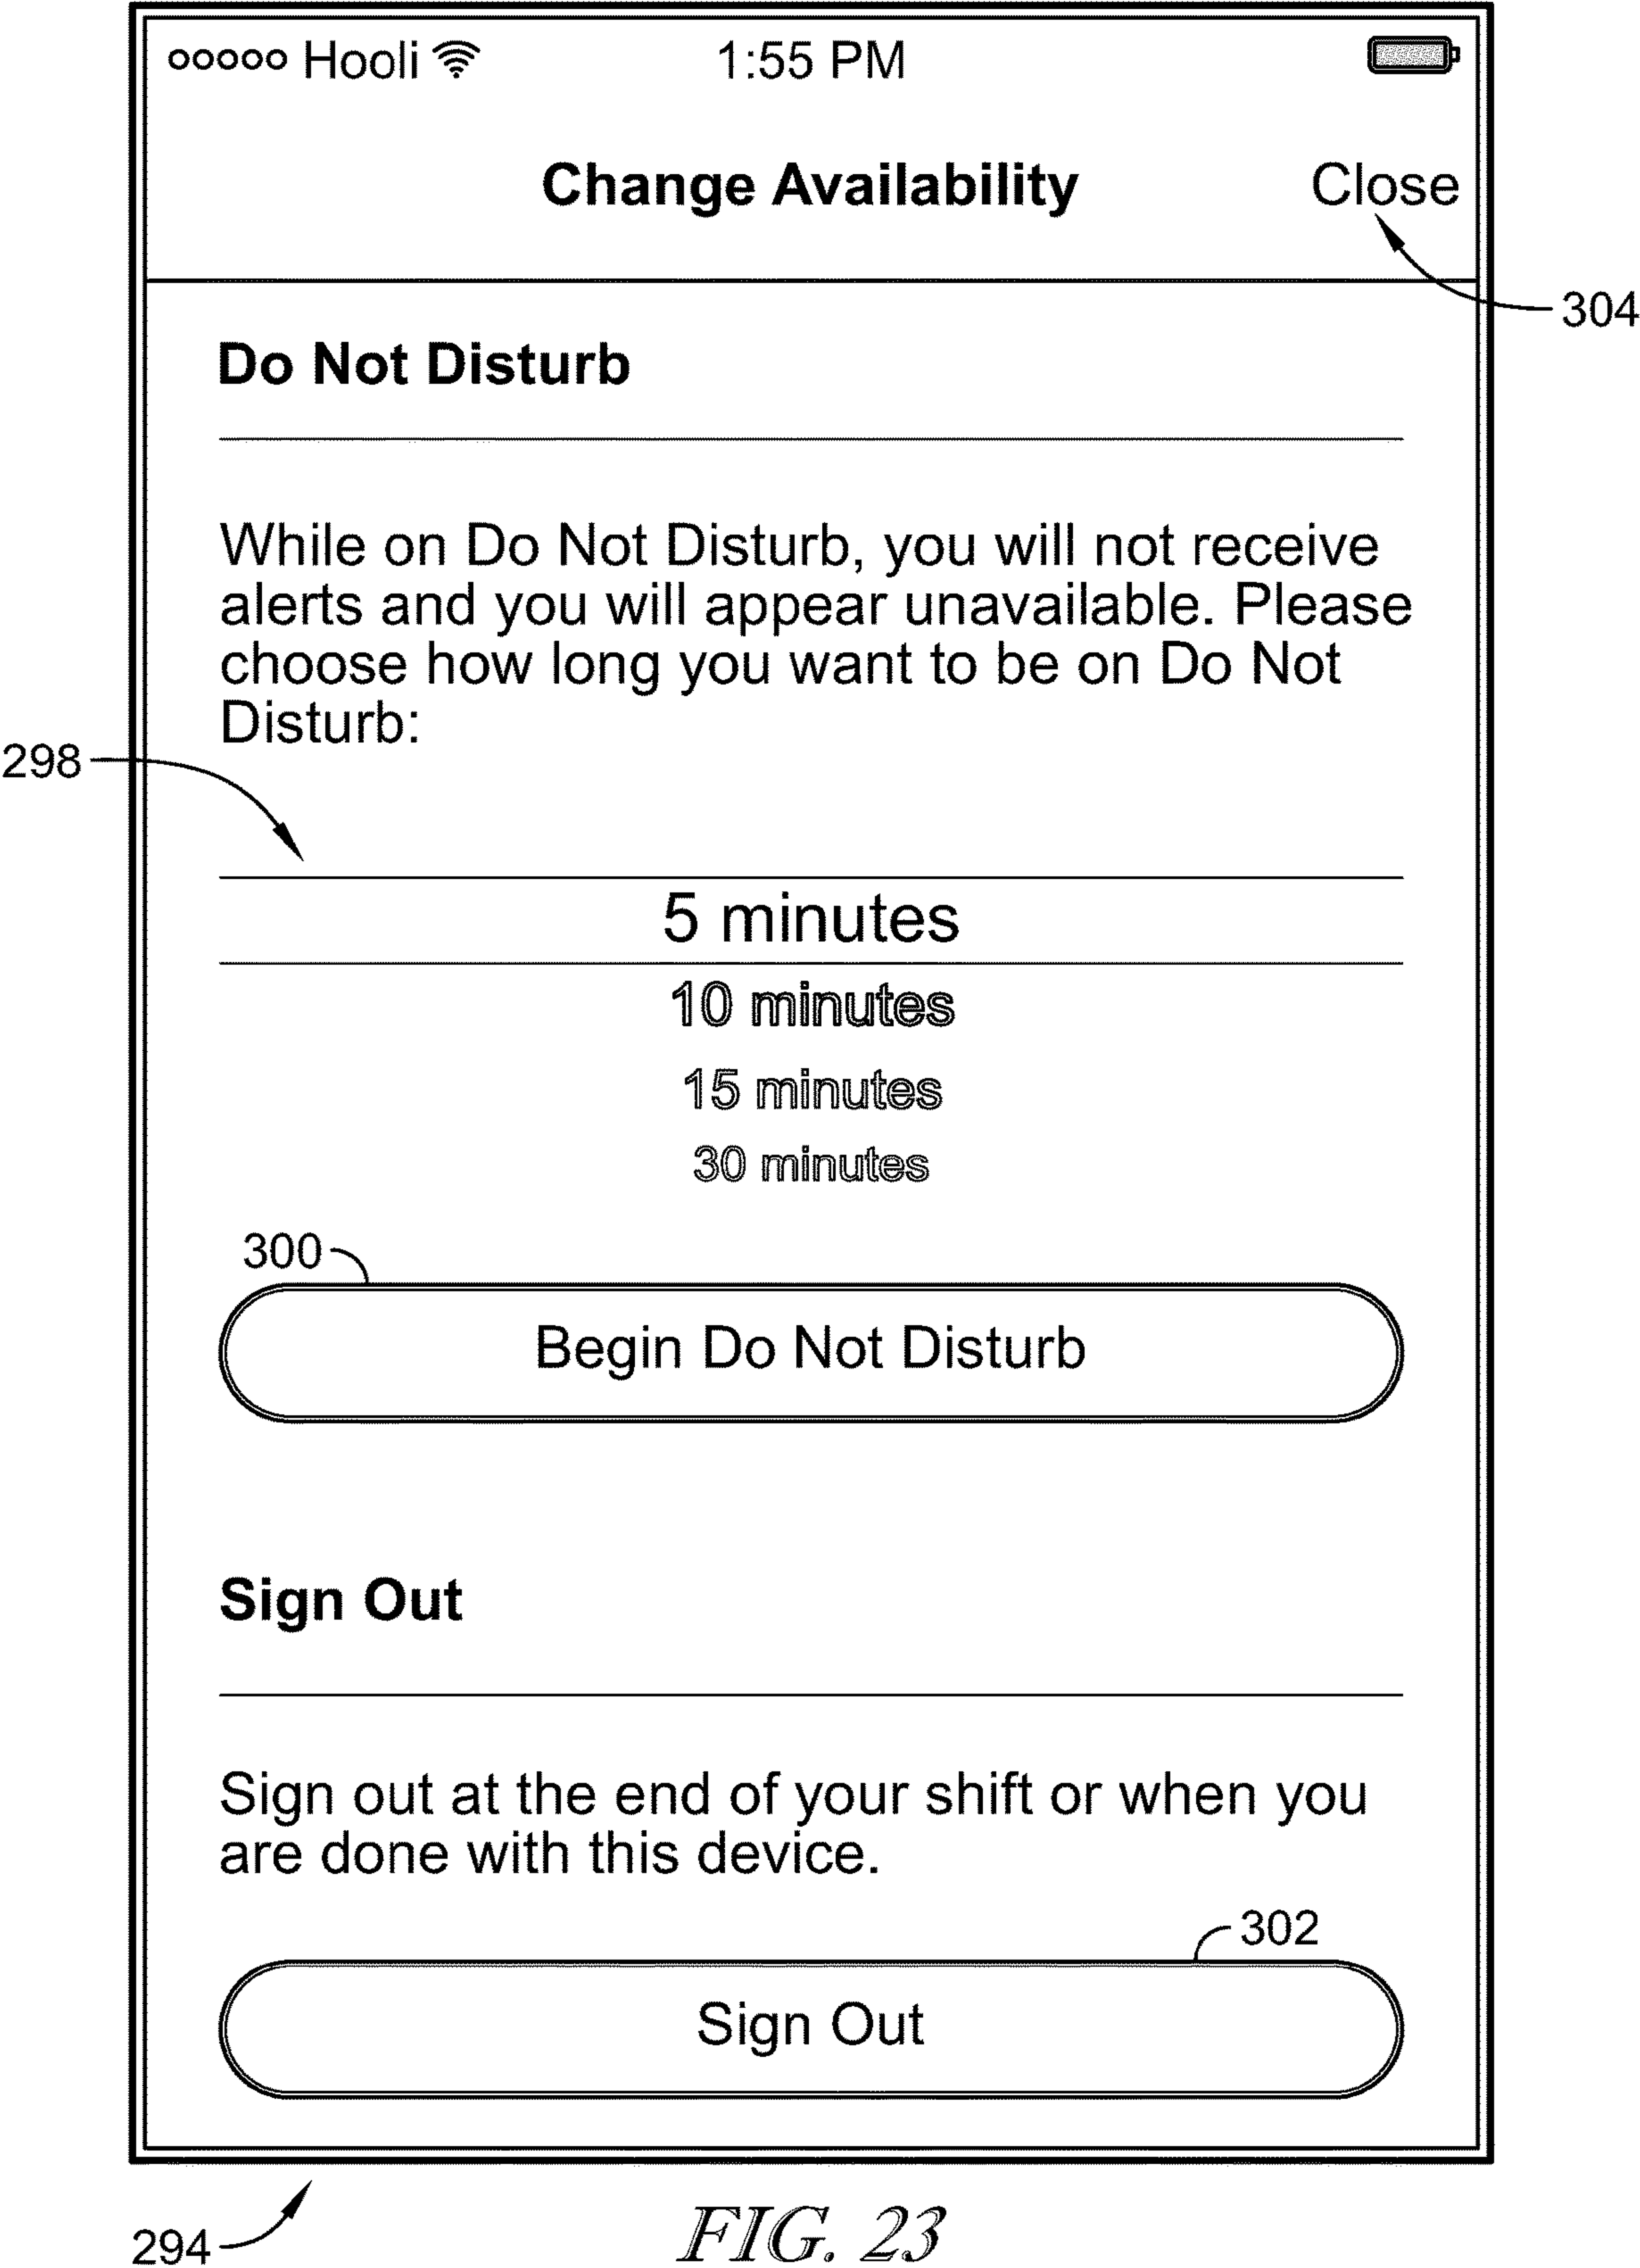 Hooli 1:55 PM
Change Availability Close
304
Do Not Disturb
While on Do Not Disturb, you will not receive
alerts and you will appear unavailable. Please
choose how long you want to be on Do Not
Disturb:
298
5 minutes
10 minutes
15 minutes
30 minutes
300
Begin Do Not Disturb
Sign Out
Sign out at the end of your shift or when you
are done with this device.
302
Sign Out
294
FIG. 23